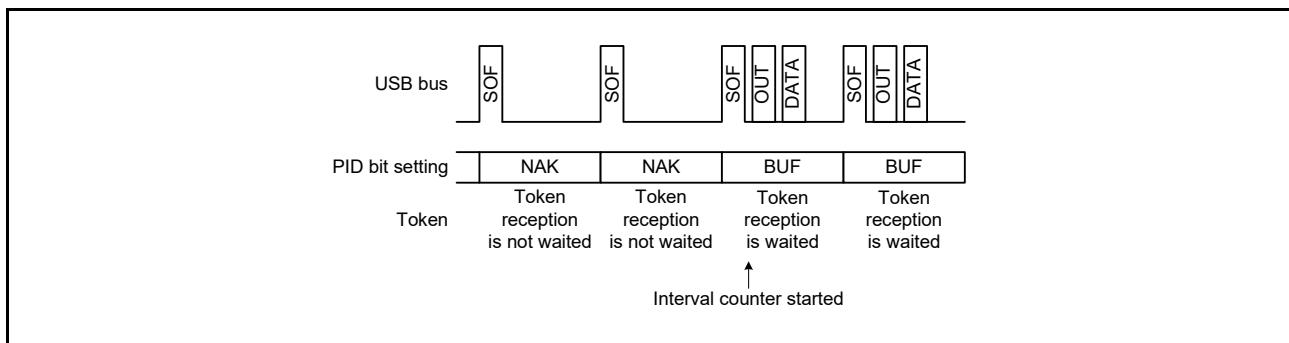 USB bus
SOF
SOF
SOF
OUT
DATA
SOF
OUT
DATA
PID bit setting
NAK
NAK
BUF
BUF
Token
Token
reception
is not waited
Token
reception
is not waited
Token
reception
is waited
Token
reception
is waited
Interval counter started